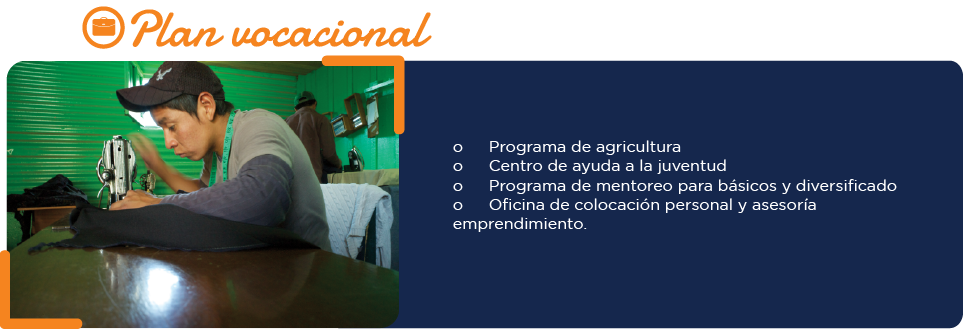 Plan vocacional
o Programa de agricultura
o Centro de ayuda a la juventud
o Programa de mentoreo para básicos y diversificado
o Oficina de colocación personal y asesoría
emprendimiento.